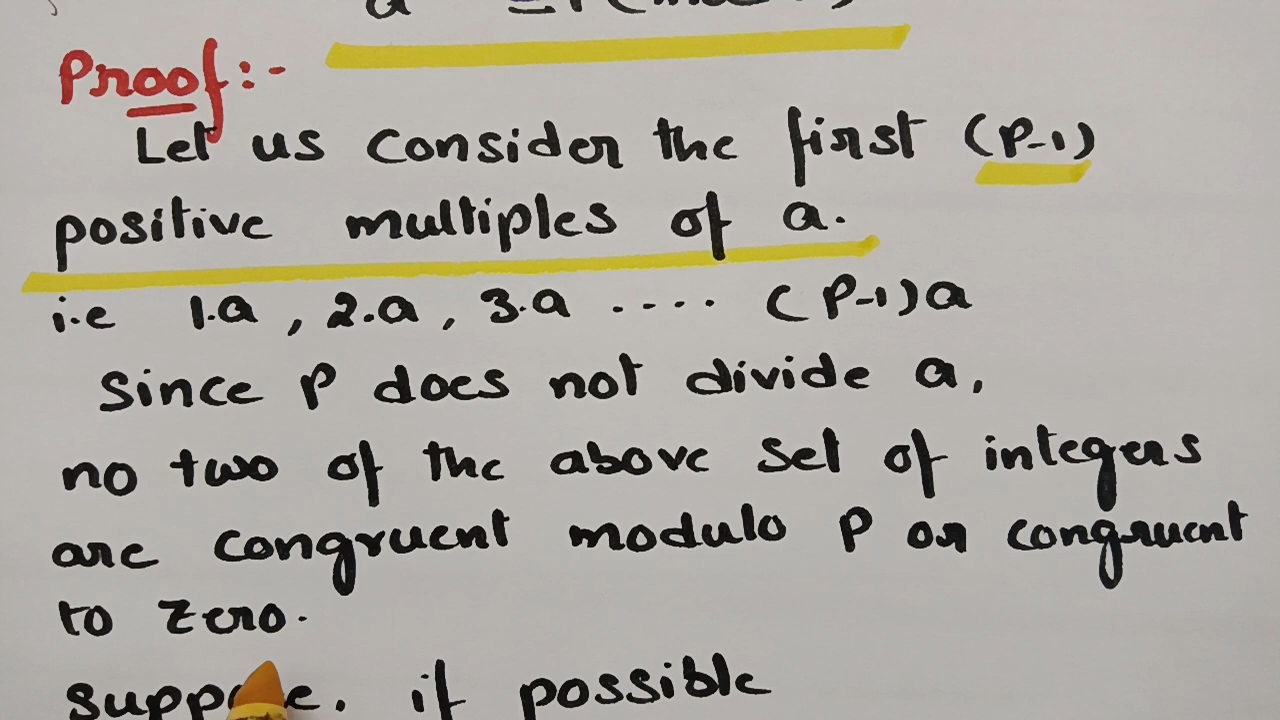 Proof:-
Let us consider the first (P-1)
positive multiples of a.
i.e 1.a, 2.a, 3.a .... (P-1)a
Since P does not divide a,
no two of the above set of integers
are congruent modulo P or congruent
to zero.
if possible